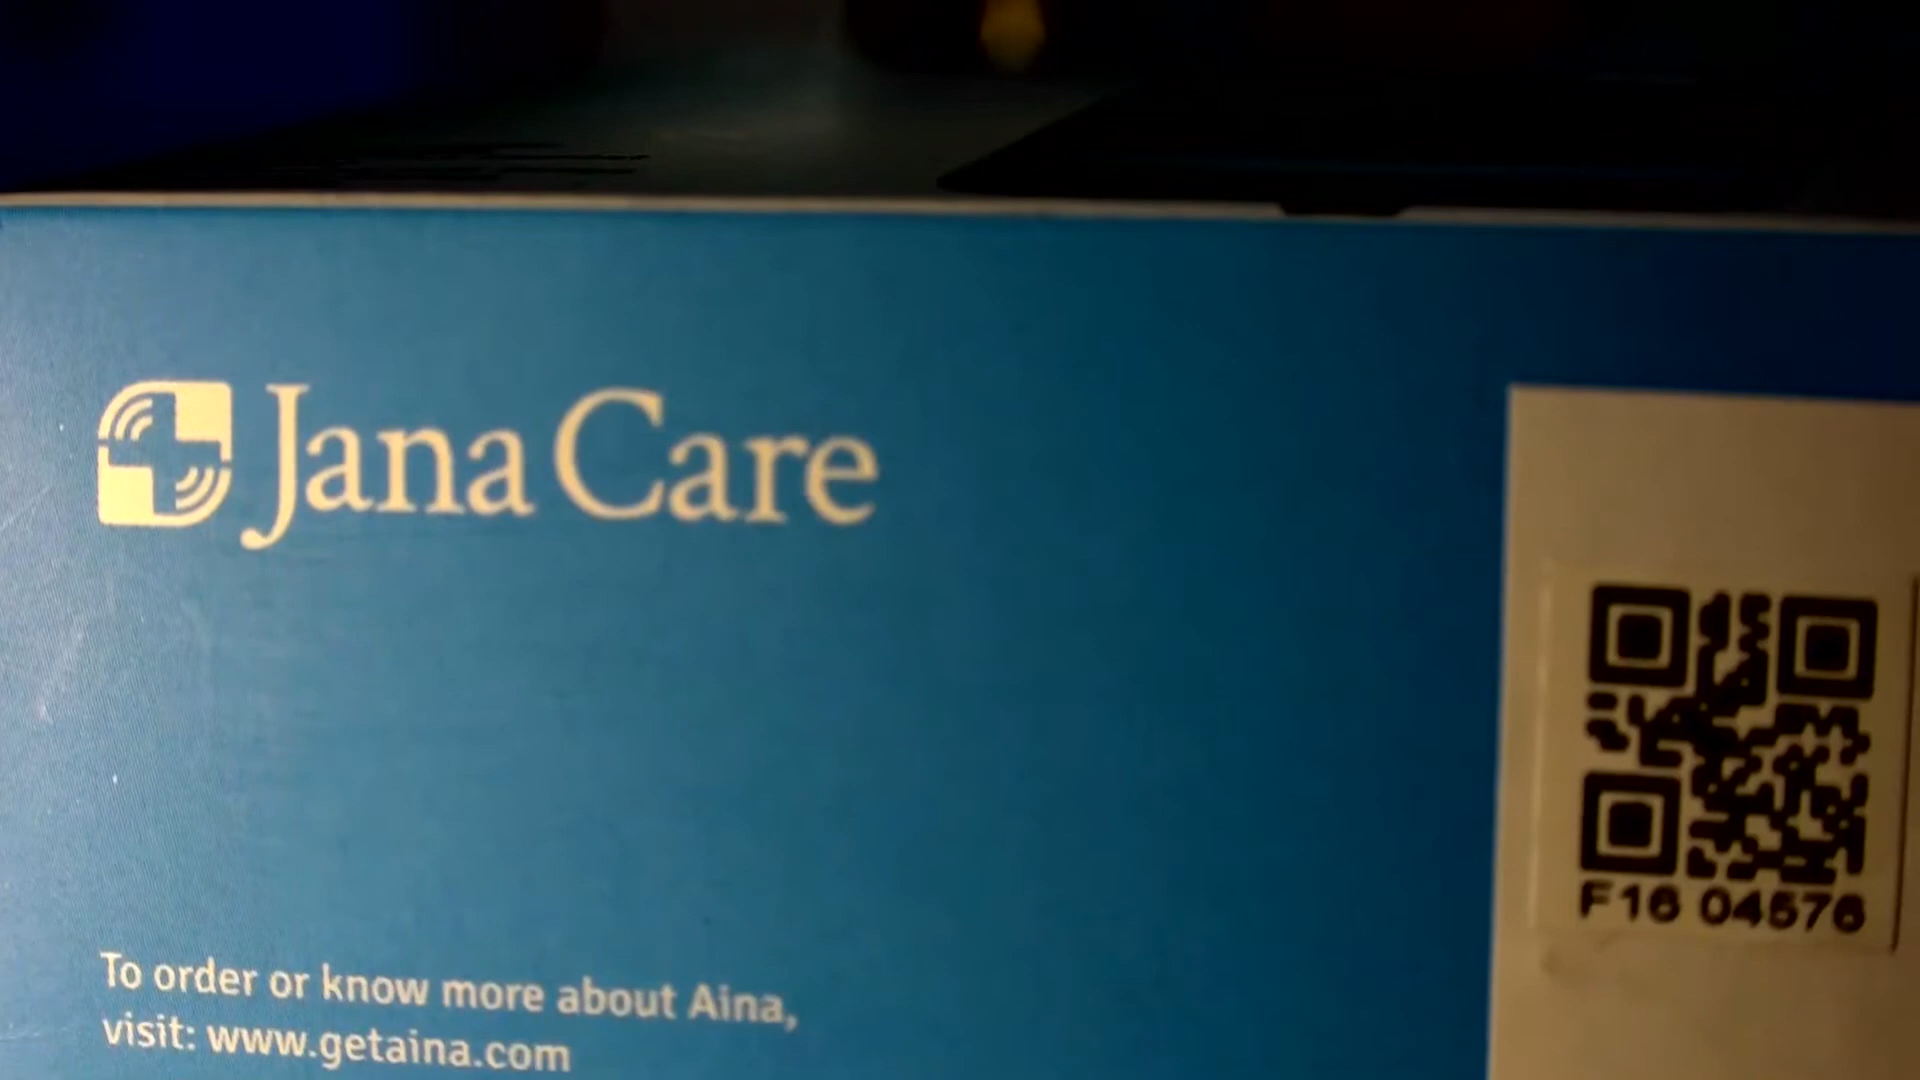 Jana Care
F16 04576
To order or know more about Aina,
visit: www.getaina.com